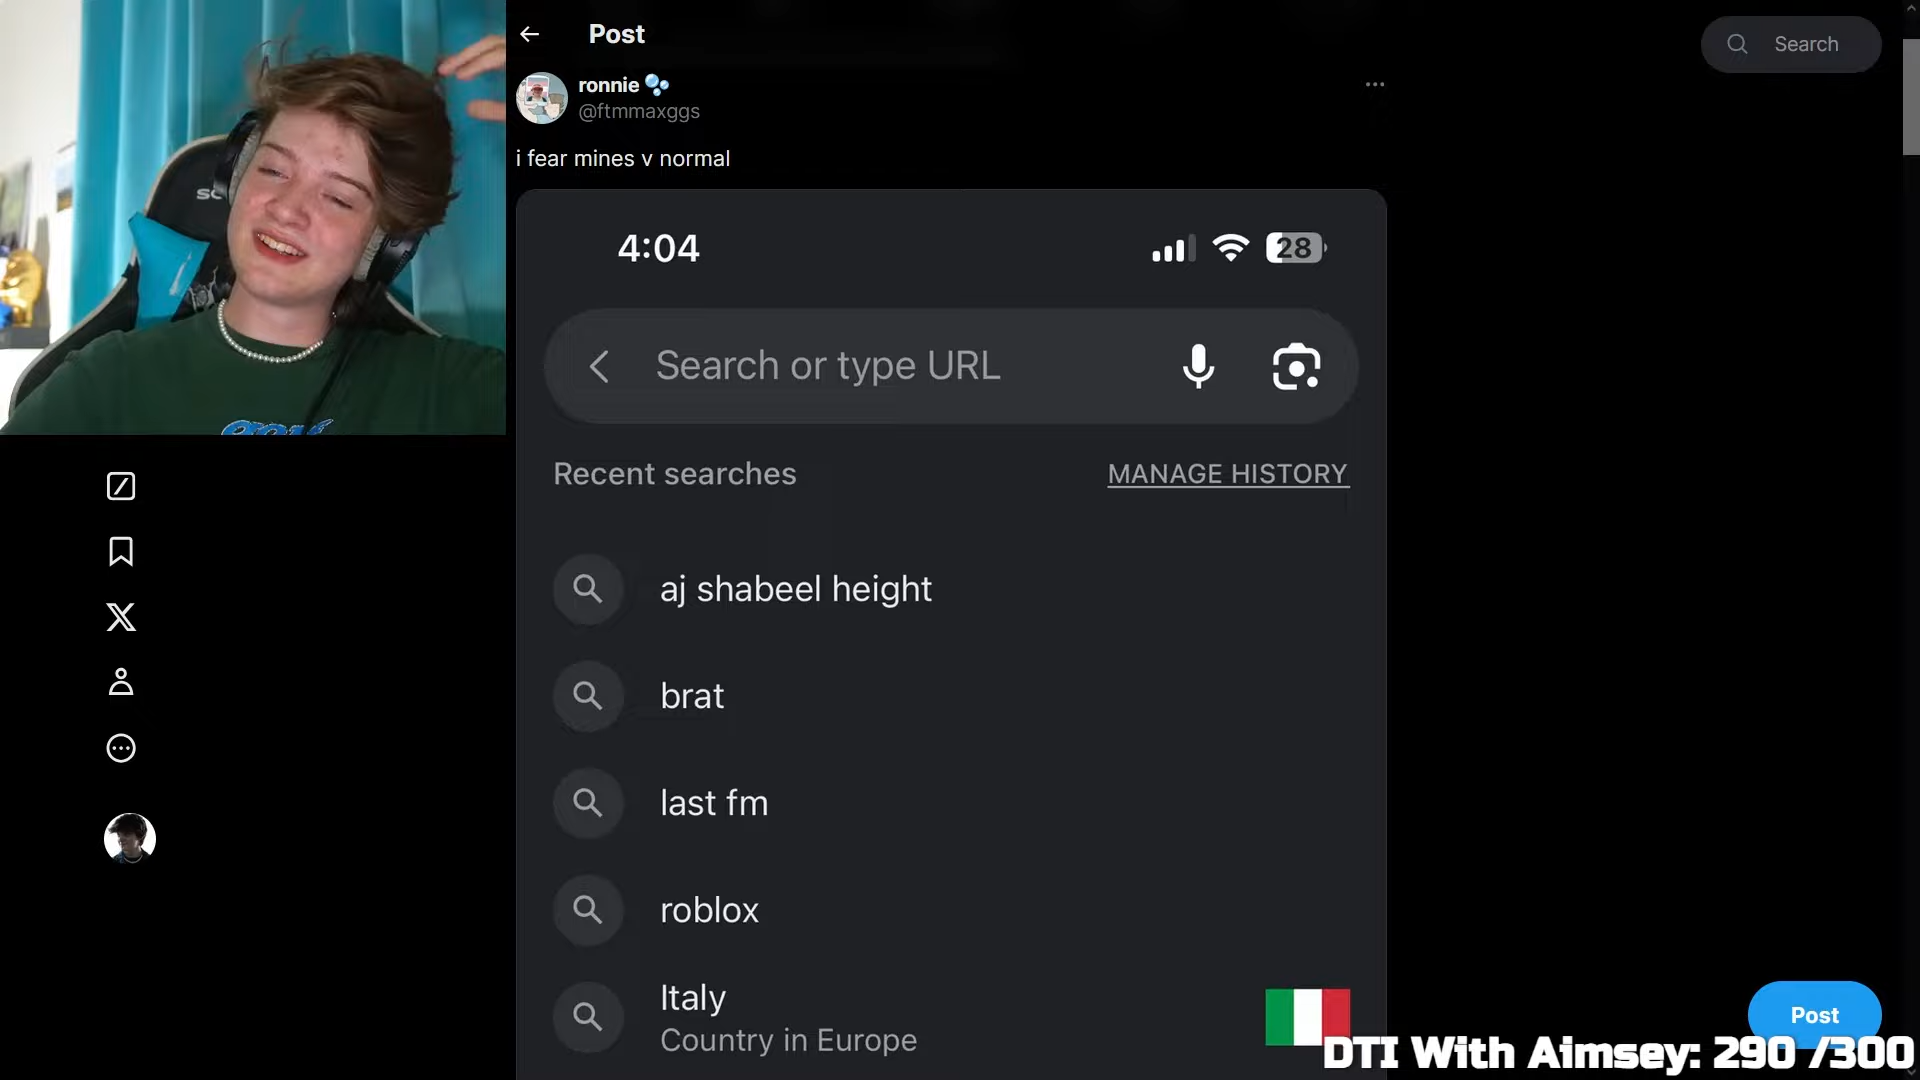 Post
Search
ronnie
@ftmmaxggs
i fear mines v normal
4:04
28
Search or type URL
Recent searches
MANAGE HISTORY
aj shabeel height
brat
last fm
roblox
Italy
Country in Europe
Post
DTI With Aimsey: 290 /300